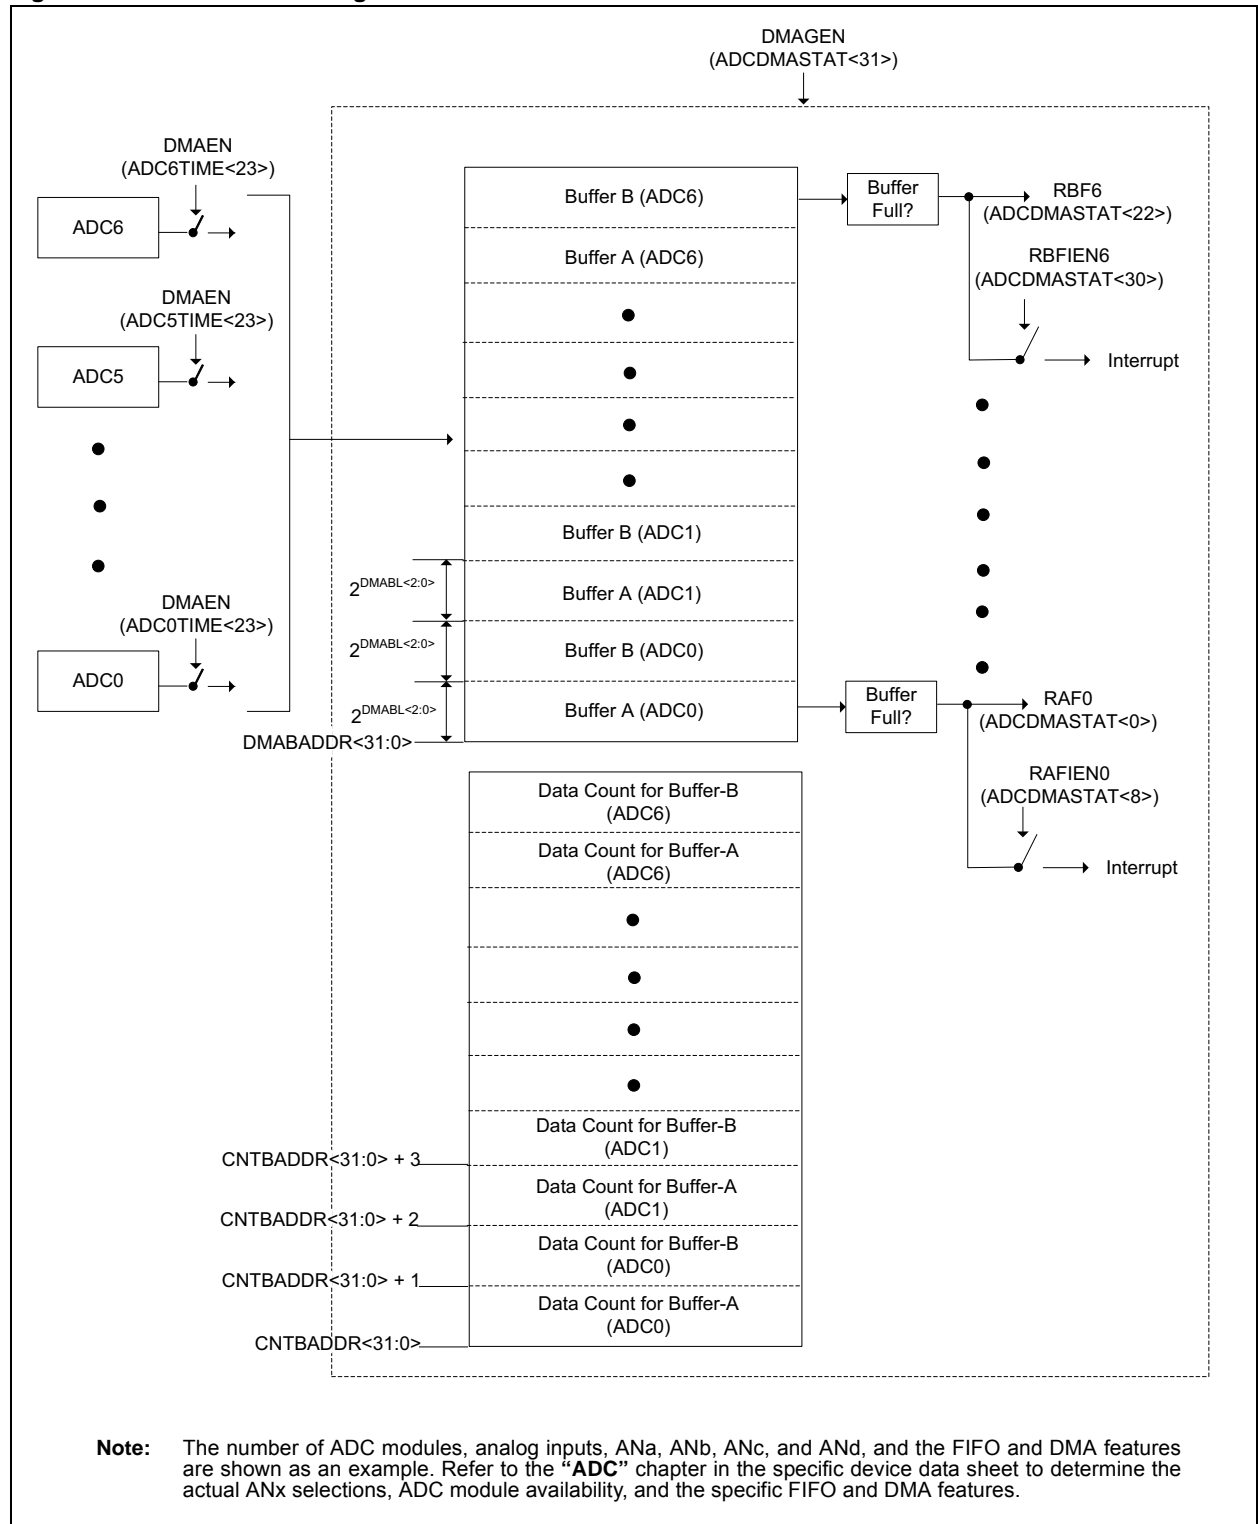 DMAGEN
(ADCDMASTAT<31>)
DMAEN
(ADC6TIME<23>)
ADC6
DMAEN
(ADC5TIME<23>)
ADC5
DMAEN
(ADC0TIME<23>)
ADC0
Buffer B (ADC6)
Buffer A (ADC6)
Buffer B (ADC1)
Buffer A (ADC1)
Buffer B (ADC0)
Buffer A (ADC0)
2^DMABL<2:0>
2^DMABL<2:0>
2^DMABL<2:0>
DMABADDR<31:0>
Buffer
Full?
RBF6
(ADCDMASTAT<22>)
RBFIEN6
(ADCDMASTAT<30>)
Interrupt
Buffer
Full?
RAF0
(ADCDMASTAT<0>)
RAFIEN0
(ADCDMASTAT<8>)
Interrupt
Data Count for Buffer-B
(ADC6)
Data Count for Buffer-A
(ADC6)
Data Count for Buffer-B
(ADC1)
CNTBADDR<31:0> + 3
Data Count for Buffer-A
(ADC1)
CNTBADDR<31:0> + 2
Data Count for Buffer-B
(ADC0)
CNTBADDR<31:0> + 1
Data Count for Buffer-A
(ADC0)
CNTBADDR<31:0>
Note: The number of ADC modules, analog inputs, ANa, ANb, ANc, and ANd, and the FIFO and DMA features
are shown as an example. Refer to the “ADC” chapter in the specific device data sheet to determine the
actual ANx selections, ADC module availability, and the specific FIFO and DMA features.